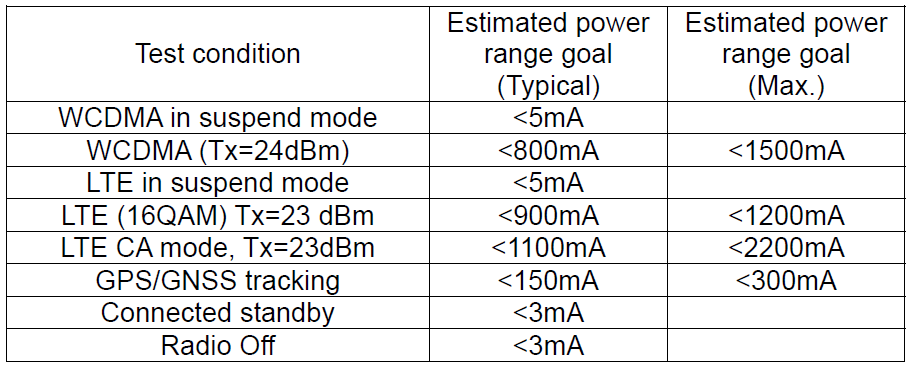 Test condition Estimated power range goal (Typical) Estimated power range goal (Max.)
WCDMA in suspend mode <5mA
WCDMA (Tx=24dBm) <800mA <1500mA
LTE in suspend mode <5mA
LTE (16QAM) Tx=23 dBm <900mA <1200mA
LTE CA mode, Tx=23dBm <1100mA <2200mA
GPS/GNSS tracking <150mA <300mA
Connected standby <3mA
Radio Off <3mA